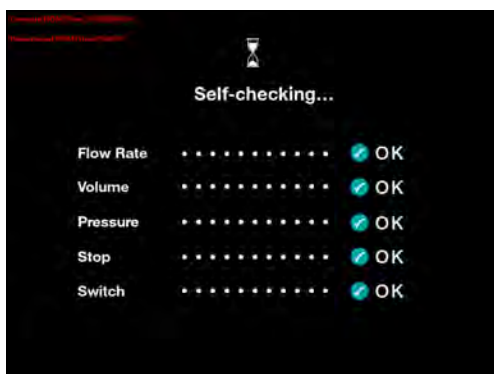 Self-checking...
Flow Rate ........... OK
Volume ........... OK
Pressure ........... OK
Stop ........... OK
Switch ........... OK